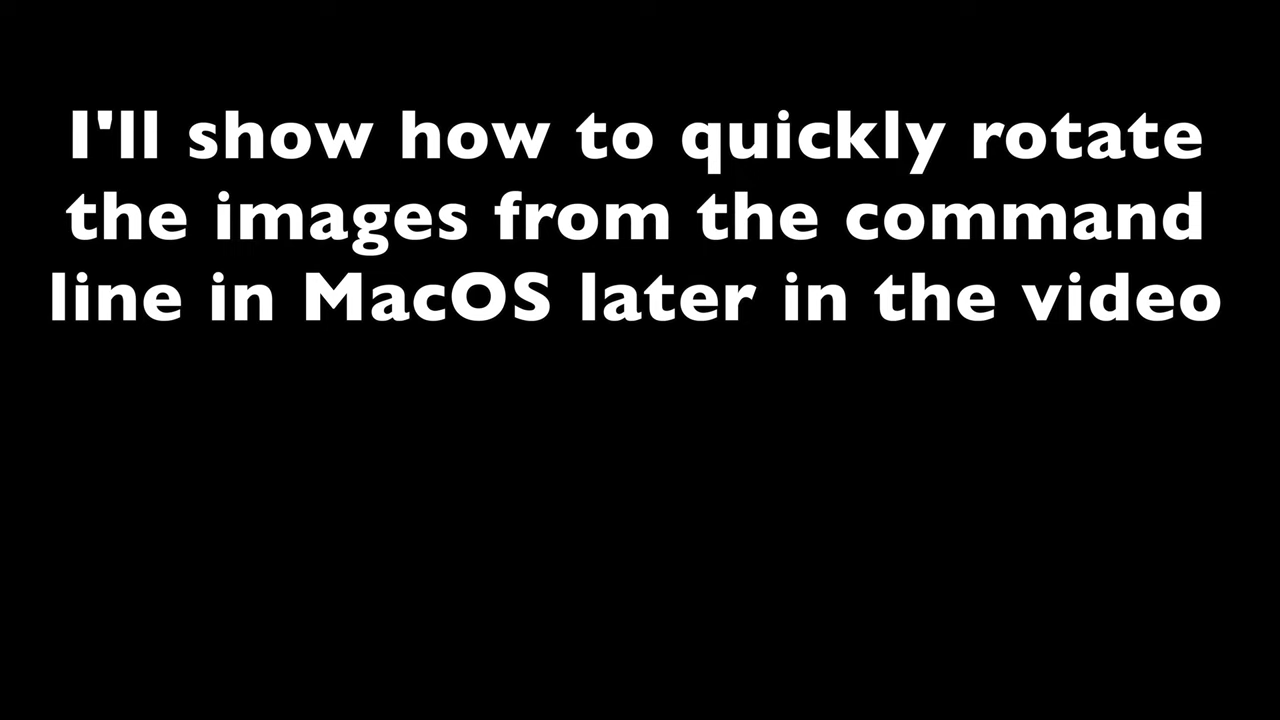 I'll show how to quickly rotate
the images from the command
line in MacOS later in the video